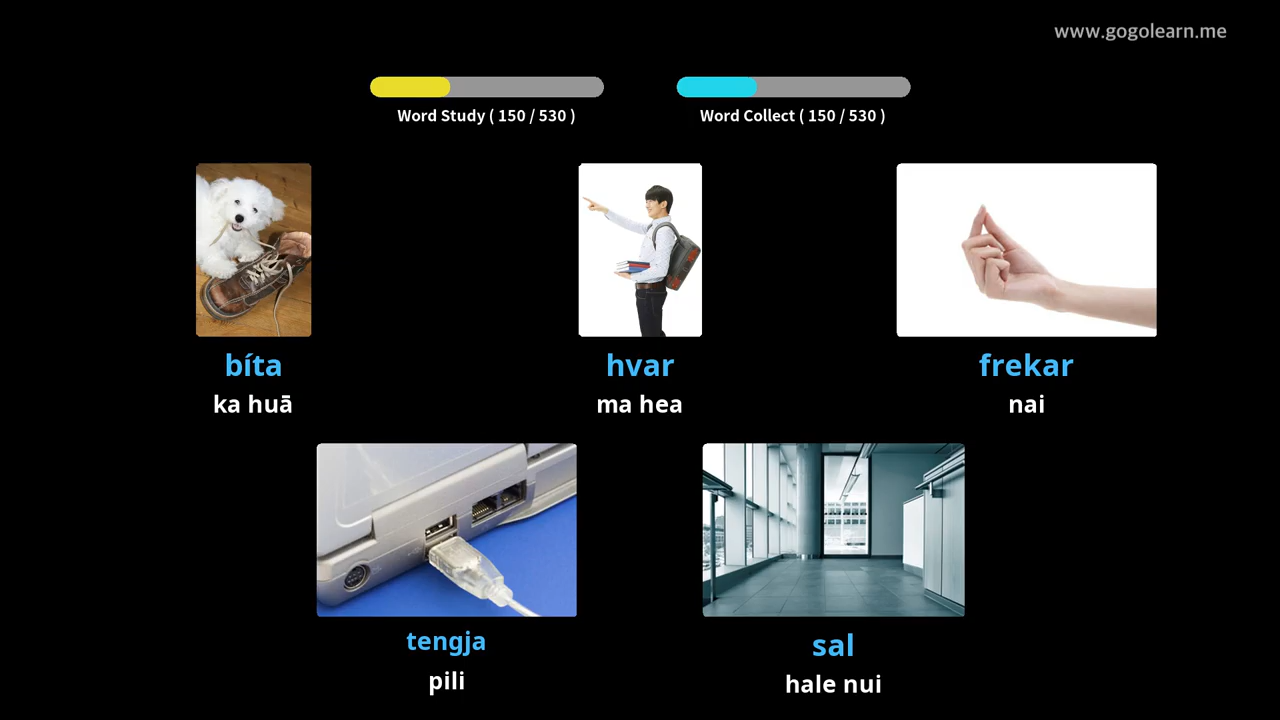 www.gogolearn.me
Word Study ( 150 / 530 )
Word Collect ( 150 / 530 )
bíta
ka huā
hvar
ma hea
frekar
nai
tengja
pili
sal
hale nui